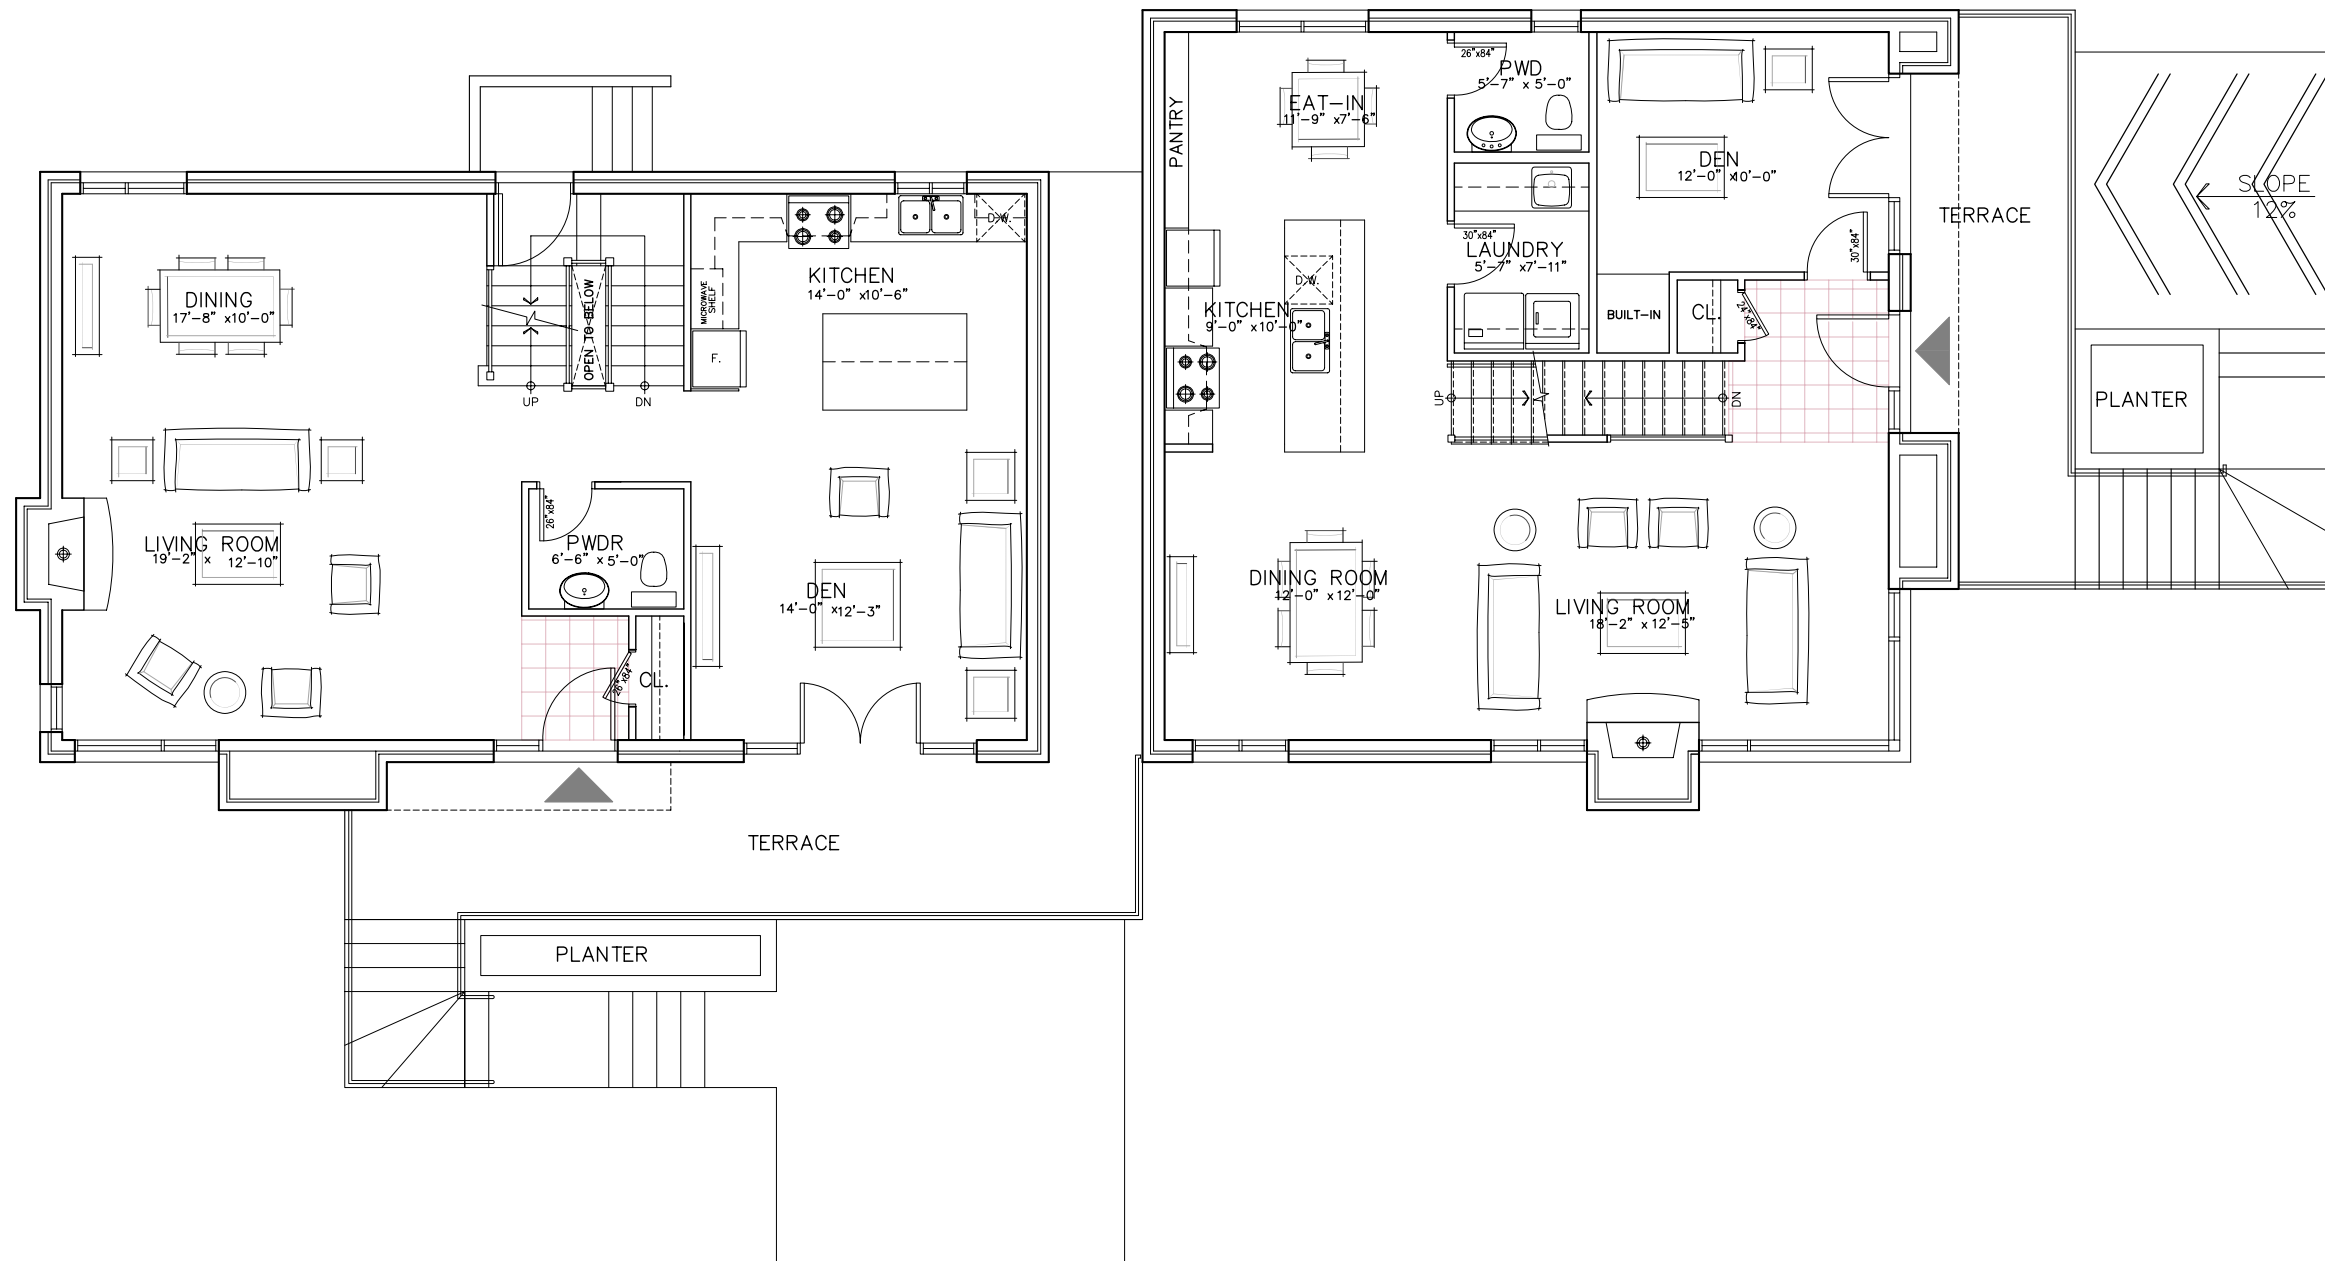 DINING
17'-8" x10'-0"
OPEN TO BELOW
UP
DN
MICROWAVE
SHELF
F.
D.W.
KITCHEN
14'-0" x10'-6"
LIVING ROOM
19'-2" x 12'-10"
26"x84"
PWDR
6'-6" x 5'-0"
26"x84"
CL.
DEN
14'-0" x12'-3"
TERRACE
PLANTER
PANTRY
EAT-IN
11'-9" x7'-6"
26"x84"
PWD
5'-7" x 5'-0"
DEN
12'-0" x10'-0"
30"x84"
LAUNDRY
5'-7" x7'-11"
30"x84"
KITCHEN
9'-0" x10'-0"
D.W.
BUILT-IN
CL.
24"x84"
UP
DN
DINING ROOM
12'-0" x12'-0"
LIVING ROOM
18'-2" x 12'-5"
TERRACE
SLOPE
12%
PLANTER